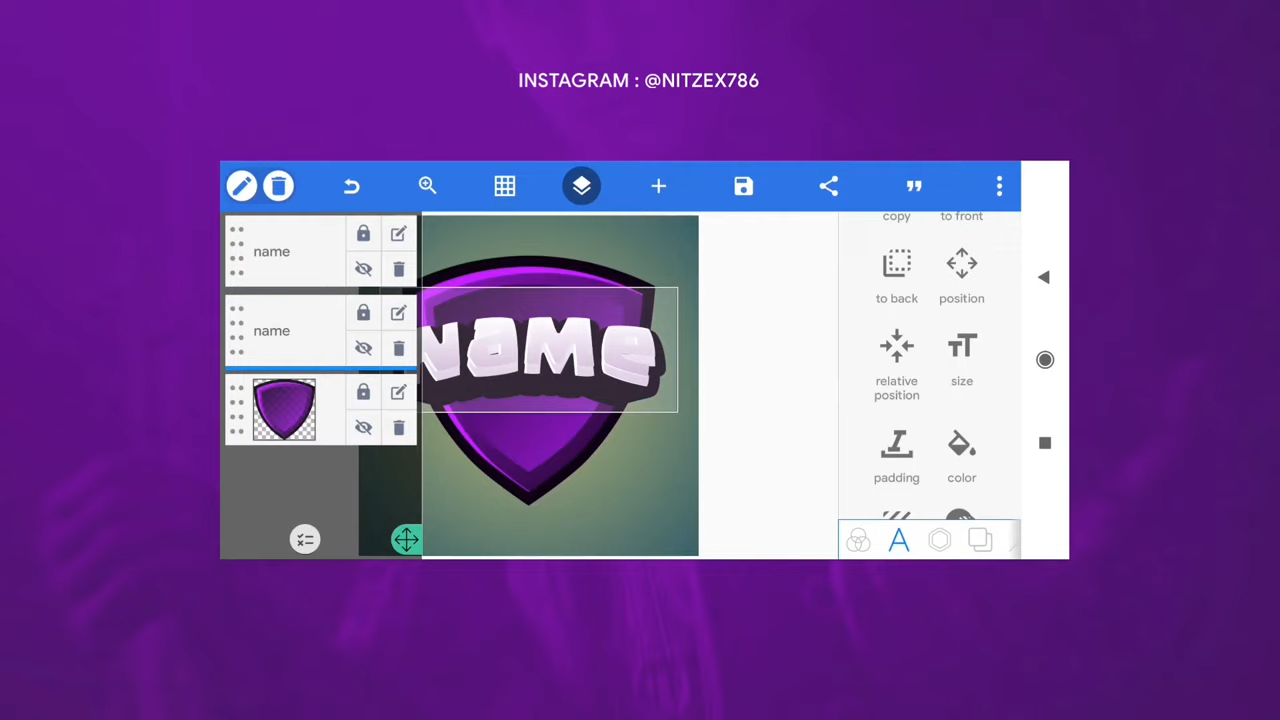 INSTAGRAM : @NITZEX786
name
name
name
copy
to front
to back
position
relative
position
size
padding
color